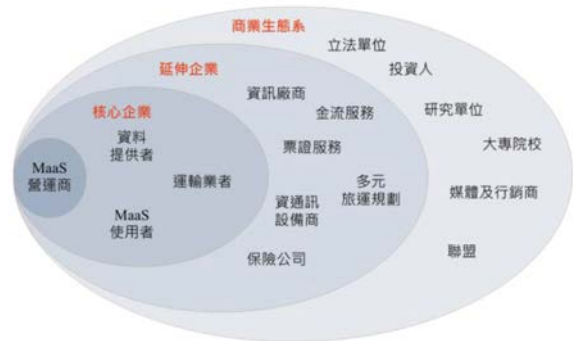 商業生態系
立法單位
延伸企業
投資人
資訊廠商
核心企業
金流服務
研究單位
資料
提供者
大專院校
票證服務
MaaS
營運商
運輸業者
多元
旅運規劃
媒體及行銷商
資通訊
設備商
MaaS
使用者
保險公司
聯盟